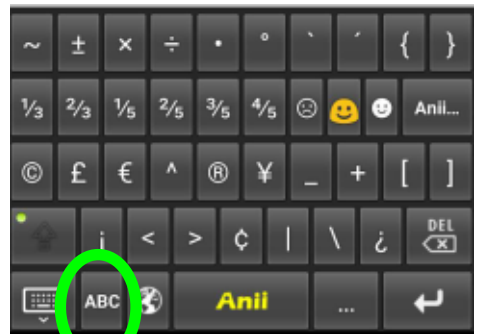 ~ ± × ÷ • ° ` ´ { }
⅓ ⅔ ⅕ ⅖ ⅗ ⅘ ☹ 🙂 ☻ Anii...
© £ € ^ ® ¥ _ + [ ]
¡ < > ¢ | \ ¿ DEL
ABC Anii ...